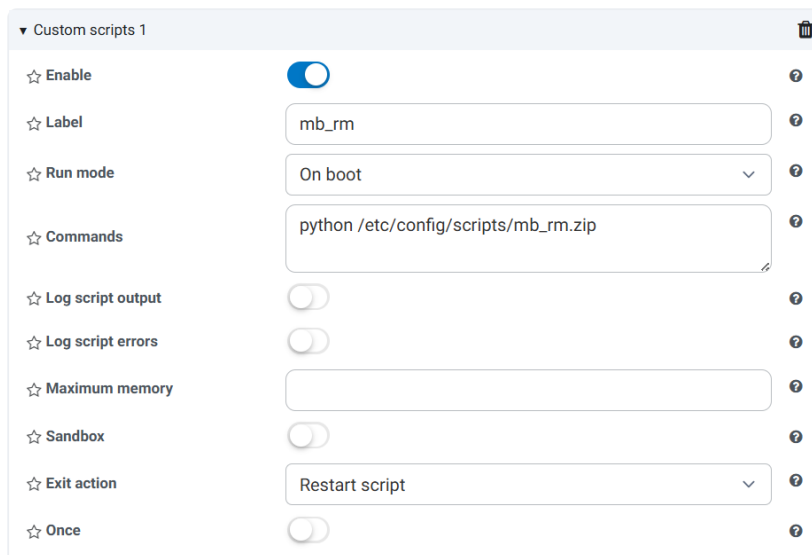 Custom scripts 1
Enable
Label mb_rm
Run mode On boot
Commands python /etc/config/scripts/mb_rm.zip
Log script output
Log script errors
Maximum memory
Sandbox
Exit action Restart script
Once